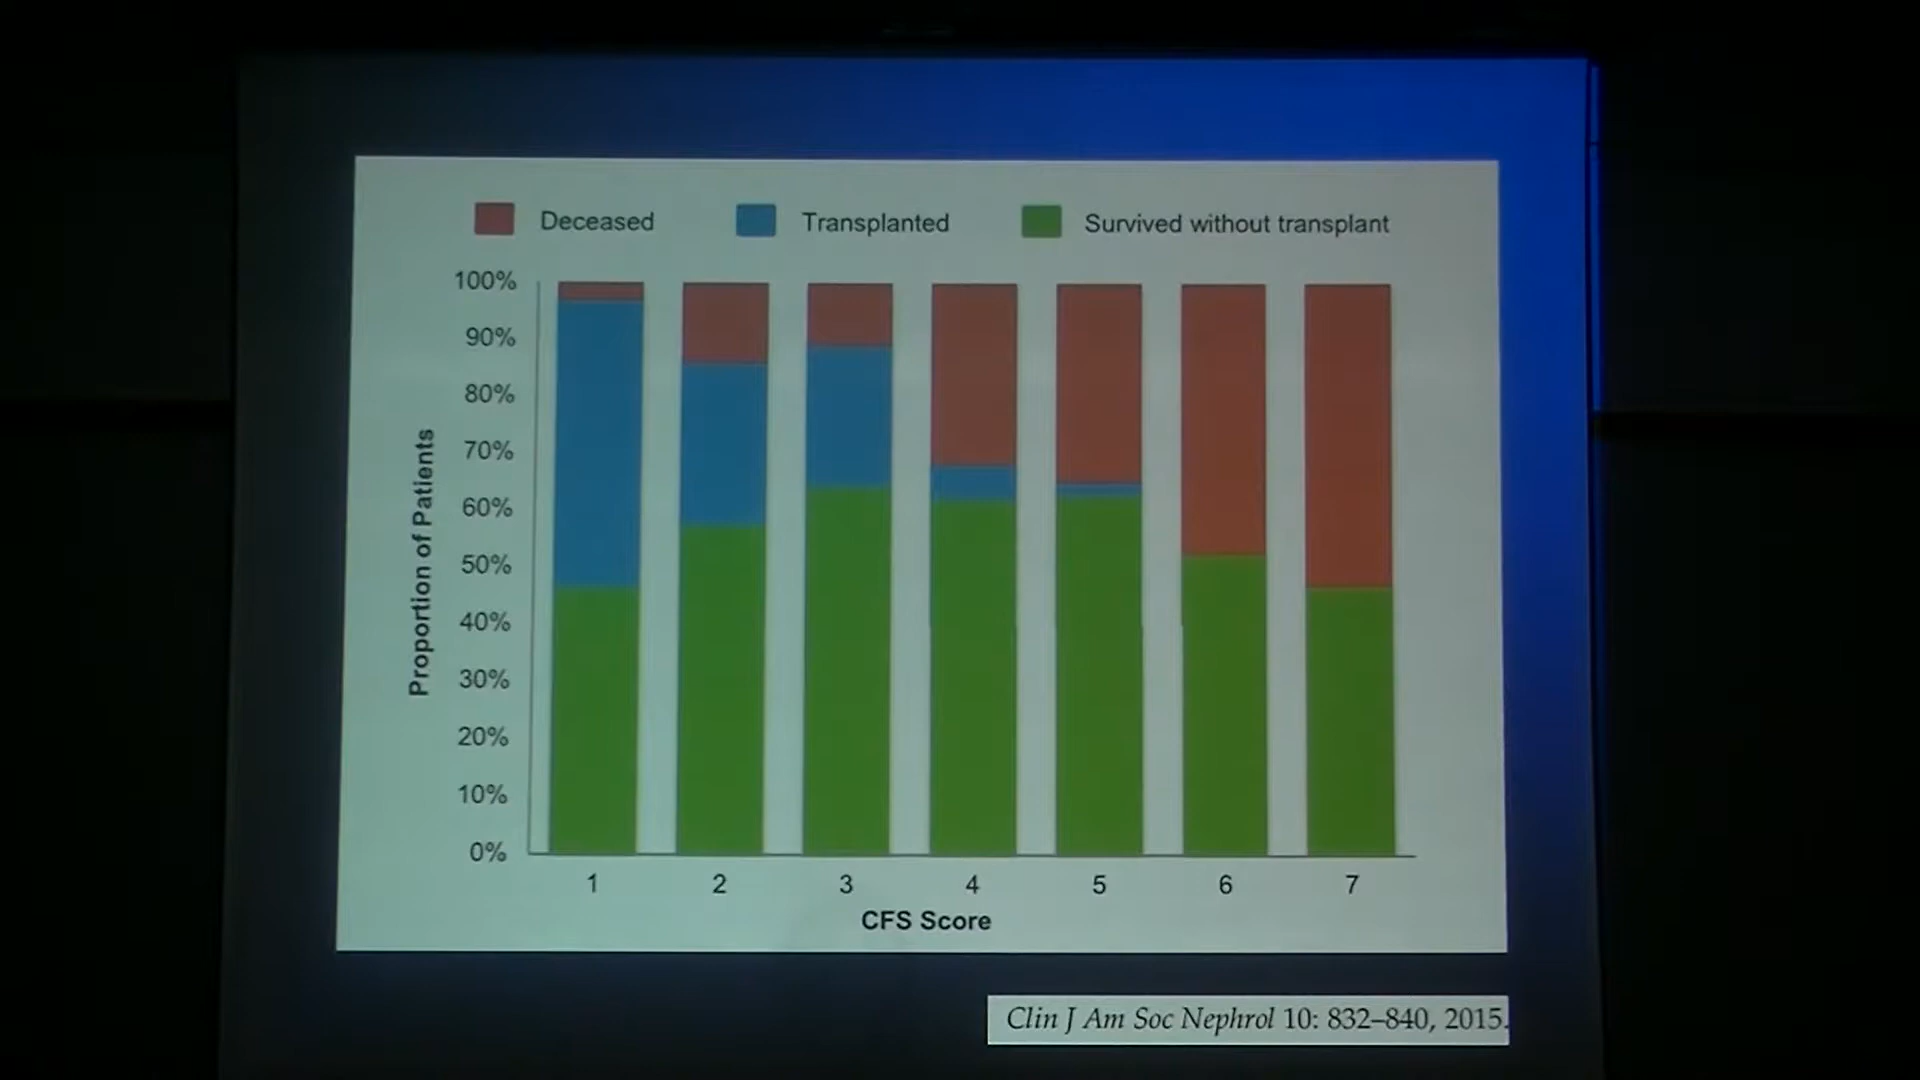 Deceased Transplanted Survived without transplant
100%
90%
80%
70%
60%
50%
40%
30%
20%
10%
0%
Proportion of Patients
1 2 3 4 5 6 7
CFS Score
Clin J Am Soc Nephrol 10: 832–840, 2015.